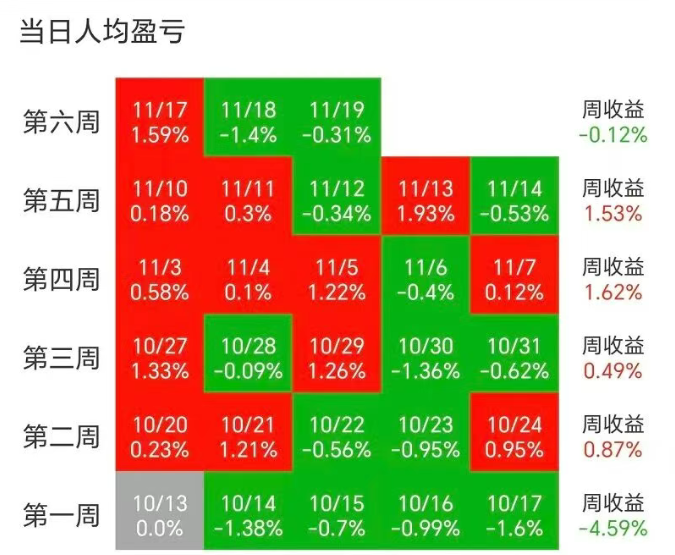 当日人均盈亏
第六周 11/17 11/18 11/19 周收益
1.59% -1.4% -0.31% -0.12%
第五周 11/10 11/11 11/12 11/13 11/14 周收益
0.18% 0.3% -0.34% 1.93% -0.53% 1.53%
第四周 11/3 11/4 11/5 11/6 11/7 周收益
0.58% 0.1% 1.22% -0.4% 0.12% 1.62%
第三周 10/27 10/28 10/29 10/30 10/31 周收益
1.33% -0.09% 1.26% -1.36% -0.62% 0.49%
第二周 10/20 10/21 10/22 10/23 10/24 周收益
0.23% 1.21% -0.56% -0.95% 0.95% 0.87%
第一周 10/13 10/14 10/15 10/16 10/17 周收益
0.0% -1.38% -0.7% -0.99% -1.6% -4.59%